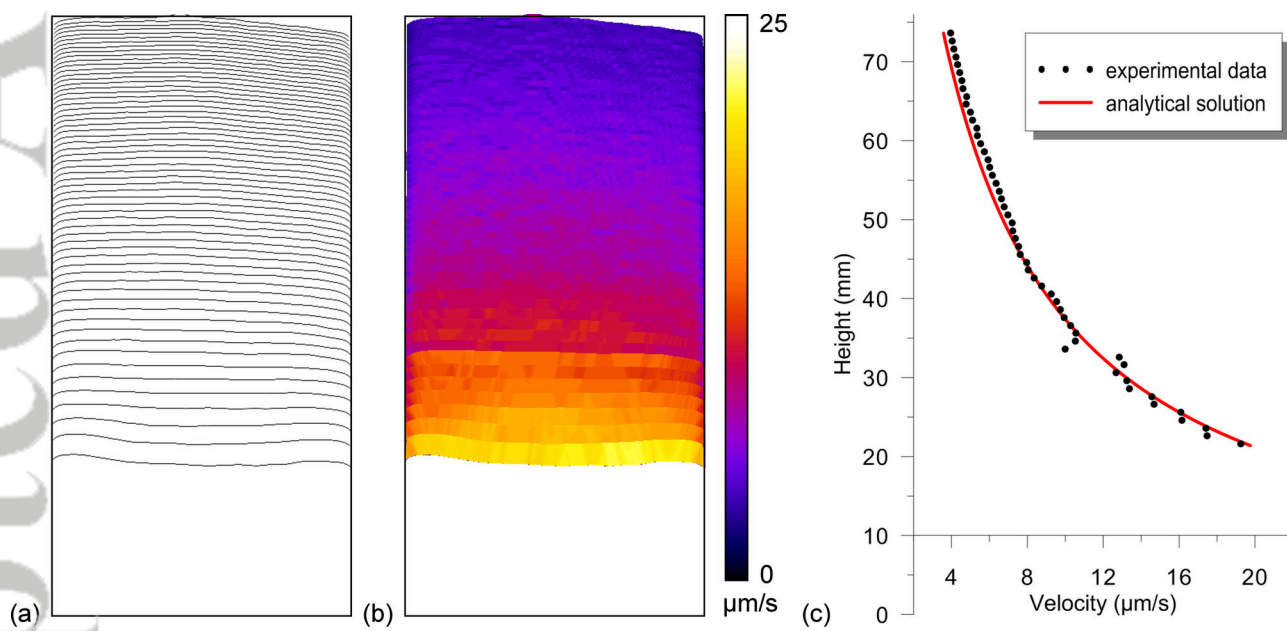 25
0
µm/s
(a)
(b)
(c)
70
60
50
40
30
20
10
0
Height (mm)
4 8 12 16 20
Velocity (µm/s)
experimental data
analytical solution